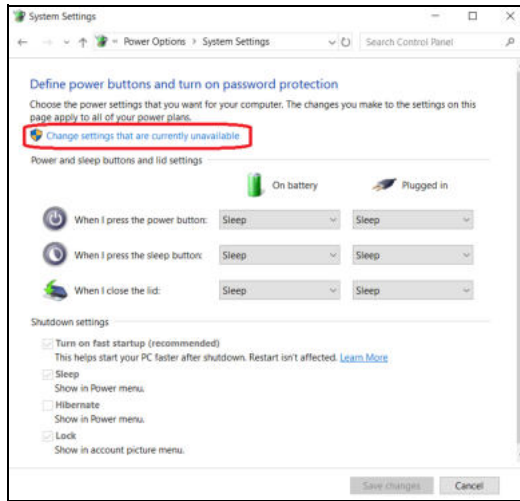 System Settings
Power Options > System Settings
Search Control Panel
Define power buttons and turn on password protection
Choose the power settings that you want for your computer. The changes you make to the settings on this
page apply to all of your power plans.
Change settings that are currently unavailable
Power and sleep buttons and lid settings
On battery Plugged in
When I press the power button: Sleep Sleep
When I press the sleep button: Sleep Sleep
When I close the lid: Sleep Sleep
Shutdown settings
Turn on fast startup (recommended)
This helps start your PC faster after shutdown. Restart isn't affected. Learn More
Sleep
Show in Power menu.
Hibernate
Show in Power menu.
Lock
Show in account picture menu.
Save changes Cancel